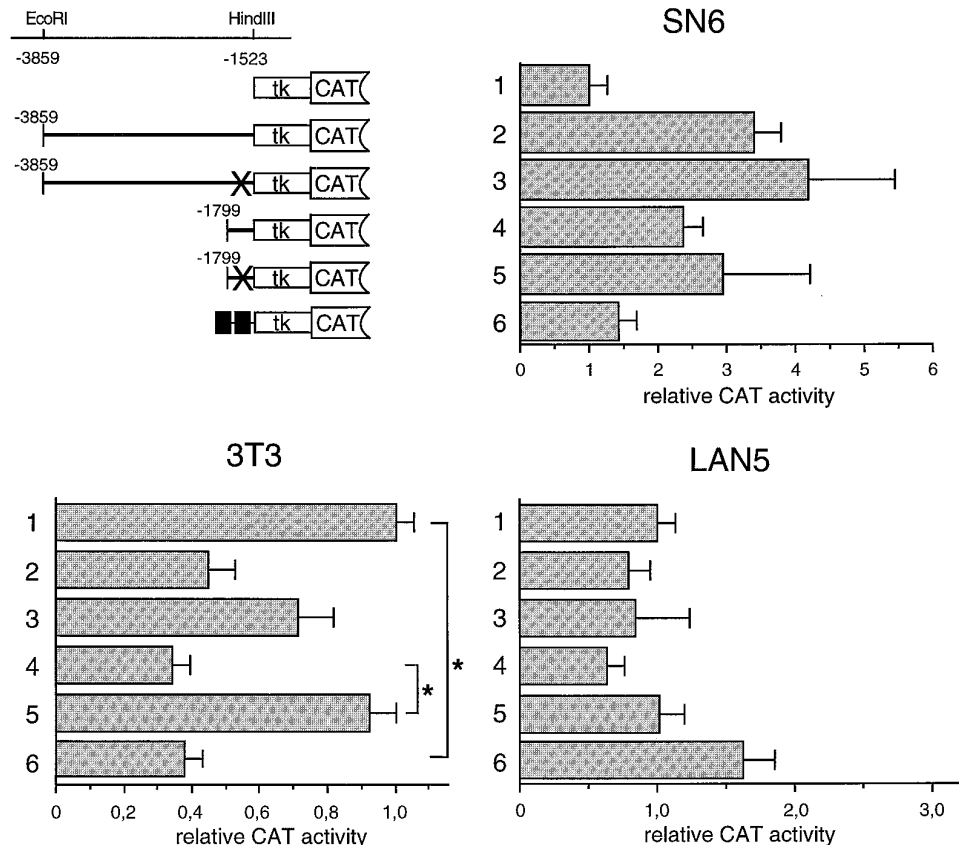 EcoRI HindIII
-3859 -1523
tk CAT
-3859
tk CAT
-3859
X tk CAT
-1799
tk CAT
-1799
X tk CAT
tk CAT
SN6
1
2
3
4
5
6
0 1 2 3 4 5 6
relative CAT activity
3T3
1
2
3
4
5
6
*
*
0 0,2 0,4 0,6 0,8 1,0
relative CAT activity
LAN5
1
2
3
4
5
6
0 1,0 2,0 3,0
relative CAT activity